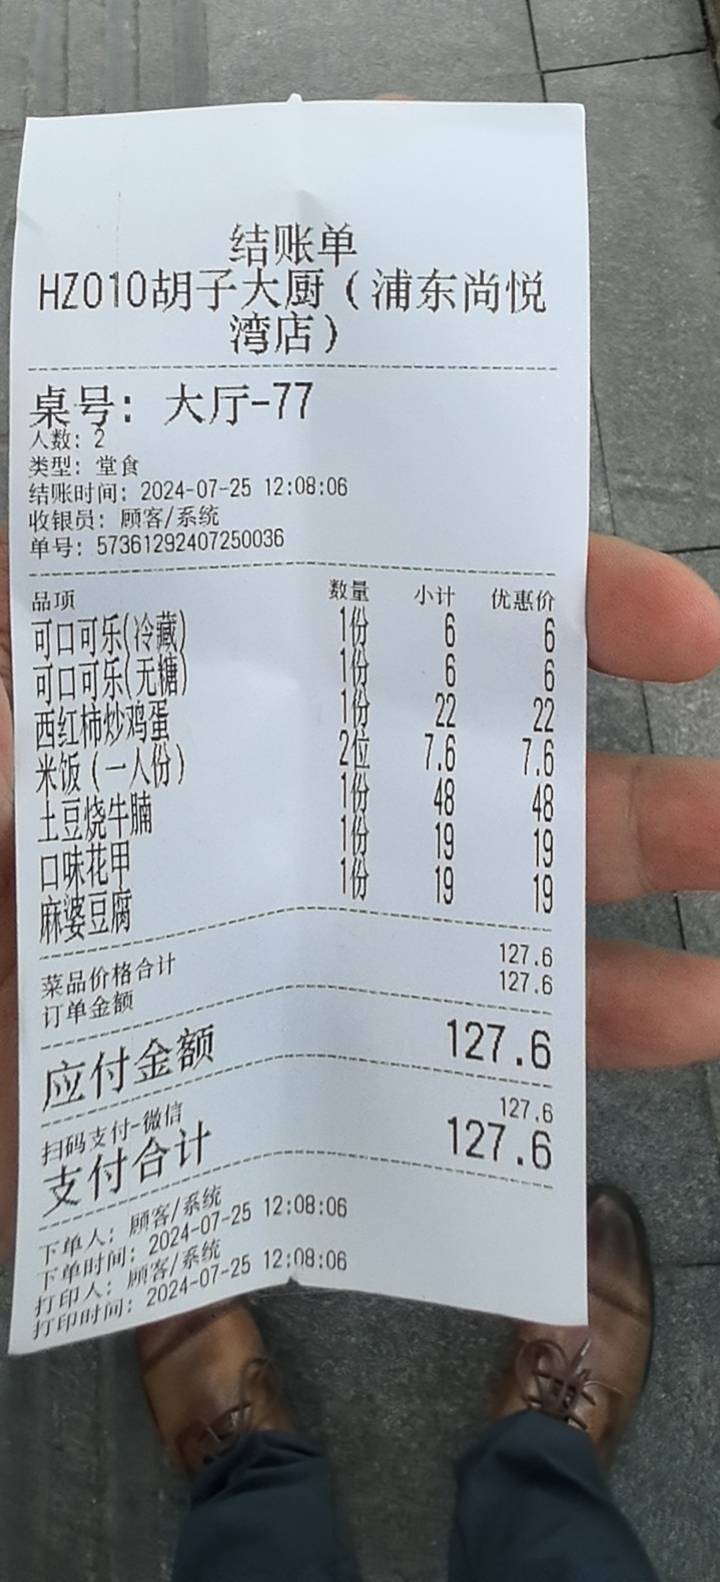 结账单
HZ010胡子大厨（浦东尚悦
湾店）
桌号：大厅-77
人数：2
类型：堂食
结账时间：2024-07-25 12:08:06
收银员：顾客/系统
单号：573612924072500​36
品项 数量 小计 优惠价
可口可乐(冷藏) 1份 6 6
可口可乐(无糖) 1份 6 6
西红柿炒鸡蛋 1份 22 22
米饭（一人份） 2位 7.6 7.6
土豆烧牛腩 1份 48 48
口味花甲 1份 19 19
麻婆豆腐 1份 19 19
菜品价格合计 127.6
订单金额 127.6
应付金额 127.6
扫码支付-微信 127.6
支付合计 127.6
下单人：顾客/系统
下单时间：2024-07-25 12:08:06
打印人：顾客/系统
打印时间：2024-07-25 12:08:06